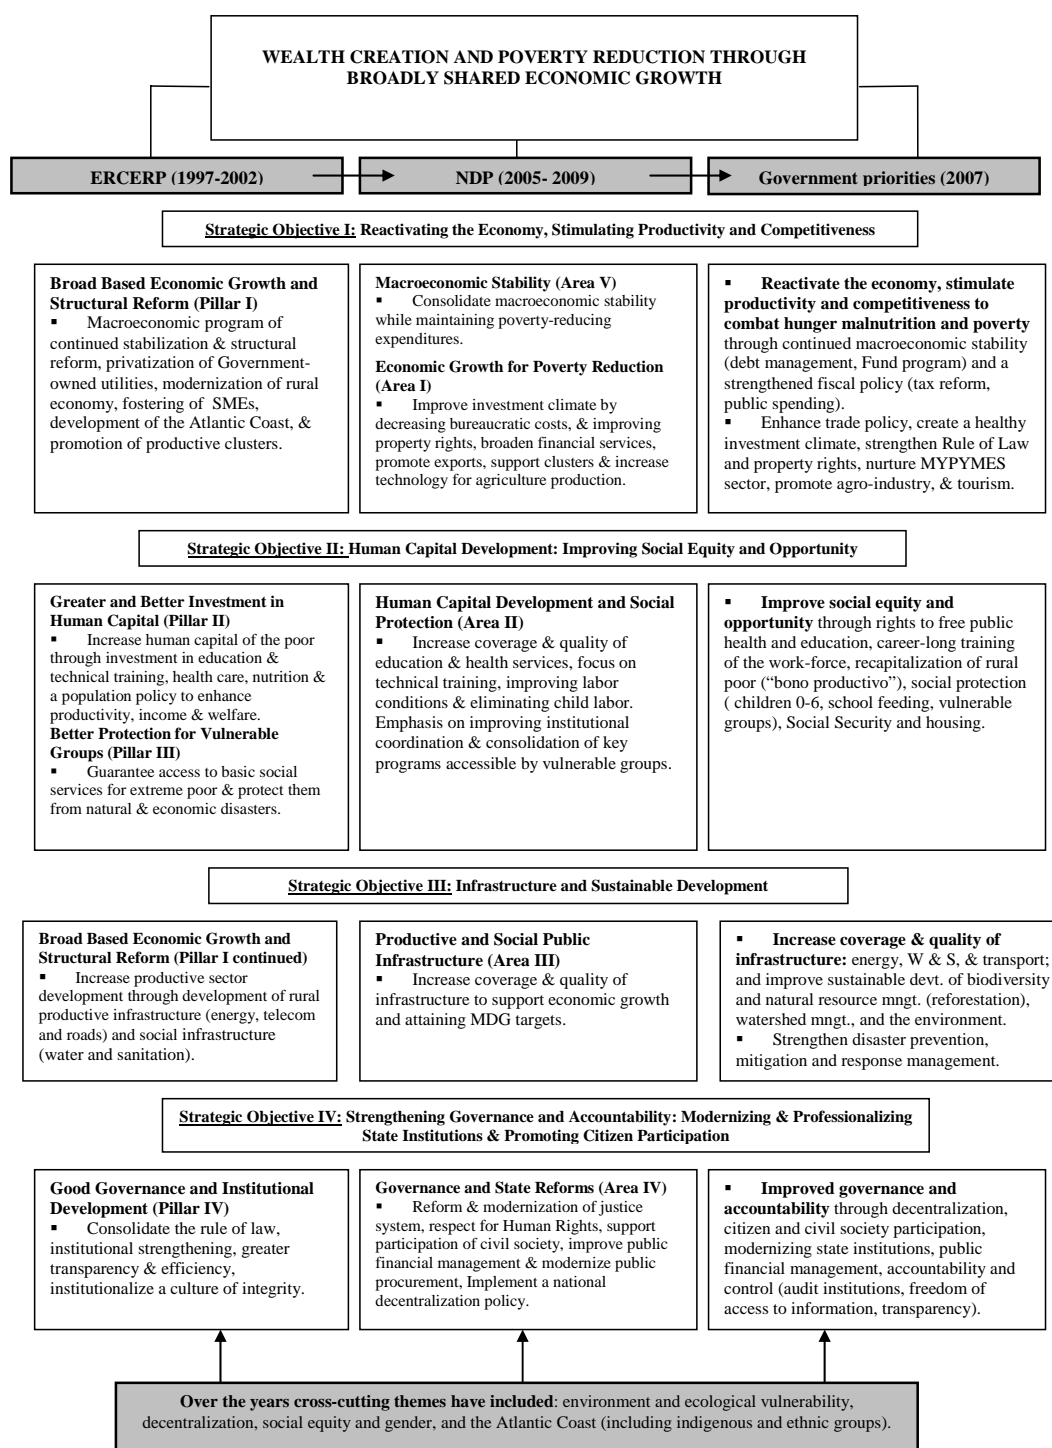 WEALTH CREATION AND POVERTY REDUCTION THROUGH
BROADLY SHARED ECONOMIC GROWTH
ERCERP (1997-2002)
NDP (2005- 2009)
Government priorities (2007)
Strategic Objective I: Reactivating the Economy, Stimulating Productivity and Competitiveness
Broad Based Economic Growth and
Structural Reform (Pillar I)
▪ Macroeconomic program of
continued stabilization & structural
reform, privatization of Government-
owned utilities, modernization of rural
economy, fostering of SMEs,
development of the Atlantic Coast, &
promotion of productive clusters.
Macroeconomic Stability (Area V)
▪ Consolidate macroeconomic stability
while maintaining poverty-reducing
expenditures.
Economic Growth for Poverty Reduction
(Area I)
▪ Improve investment climate by
decreasing bureaucratic costs, & improving
property rights, broaden financial services,
promote exports, support clusters & increase
technology for agriculture production.
▪ Reactivate the economy, stimulate
productivity and competitiveness to
combat hunger malnutrition and poverty
through continued macroeconomic stability
(debt management, Fund program) and a
strengthened fiscal policy (tax reform,
public spending).
▪ Enhance trade policy, create a healthy
investment climate, strengthen Rule of Law
and property rights, nurture MYPYMES
sector, promote agro-industry, & tourism.
Strategic Objective II: Human Capital Development: Improving Social Equity and Opportunity
Greater and Better Investment in
Human Capital (Pillar II)
▪ Increase human capital of the poor
through investment in education &
technical training, health care, nutrition &
a population policy to enhance
productivity, income & welfare.
Better Protection for Vulnerable
Groups (Pillar III)
▪ Guarantee access to basic social
services for extreme poor & protect them
from natural & economic disasters.
Human Capital Development and Social
Protection (Area II)
▪ Increase coverage & quality of
education & health services, focus on
technical training, improving labor
conditions & eliminating child labor.
Emphasis on improving institutional
coordination & consolidation of key
programs accessible by vulnerable groups.
▪ Improve social equity and
opportunity through rights to free public
health and education, career-long training
of the work-force, recapitalization of rural
poor (“bono productivo”), social protection
( children 0-6, school feeding, vulnerable
groups), Social Security and housing.
Strategic Objective III: Infrastructure and Sustainable Development
Broad Based Economic Growth and
Structural Reform (Pillar I continued)
▪ Increase productive sector
development through development of rural
productive infrastructure (energy, telecom
and roads) and social infrastructure
(water and sanitation).
Productive and Social Public
Infrastructure (Area III)
▪ Increase coverage & quality of
infrastructure to support economic growth
and attaining MDG targets.
▪ Increase coverage & quality of
infrastructure: energy, W & S, & transport;
and improve sustainable devt. of biodiversity
and natural resource mngt. (reforestation),
watershed mngt., and the environment.
▪ Strengthen disaster prevention,
mitigation and response management.
Strategic Objective IV: Strengthening Governance and Accountability: Modernizing & Professionalizing
State Institutions & Promoting Citizen Participation
Good Governance and Institutional
Development (Pillar IV)
▪ Consolidate the rule of law,
institutional strengthening, greater
transparency & efficiency,
institutionalize a culture of integrity.
Governance and State Reforms (Area IV)
▪ Reform & modernization of justice
system, respect for Human Rights, support
participation of civil society, improve public
financial management & modernize public
procurement, Implement a national
decentralization policy.
▪ Improved governance and
accountability through decentralization,
citizen and civil society participation,
modernizing state institutions, public
financial management, accountability and
control (audit institutions, freedom of
access to information, transparency).
Over the years cross-cutting themes have included: environment and ecological vulnerability,
decentralization, social equity and gender, and the Atlantic Coast (including indigenous and ethnic groups).